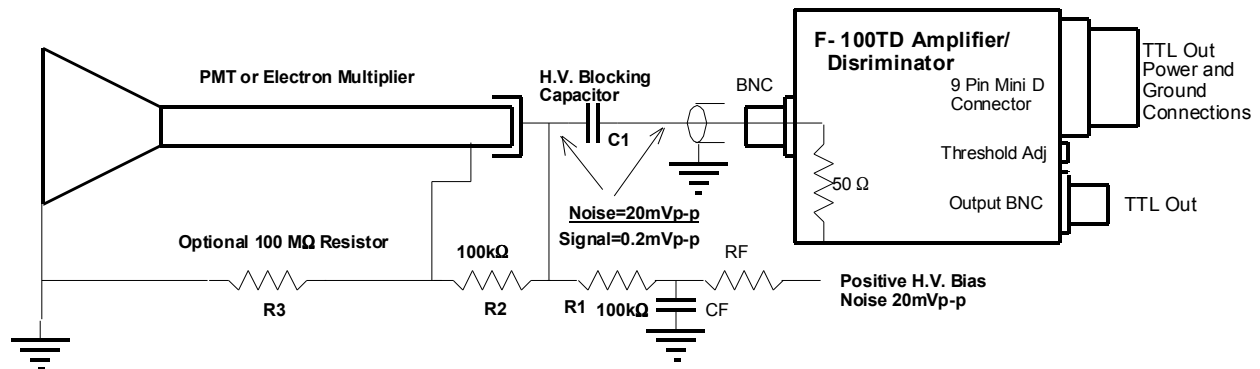 F- 100TD Amplifier/
Disriminator
PMT or Electron Multiplier
H.V. Blocking
Capacitor
BNC
9 Pin Mini D
Connector
TTL Out
Power and
Ground
Connections
C1
Threshold Adj
50 Ω
Output BNC
TTL Out
Noise=20mVp-p
Signal=0.2mVp-p
Optional 100 MΩ Resistor
100kΩ
RF
Positive H.V. Bias
Noise 20mVp-p
R3
R2
R1
100kΩ
CF